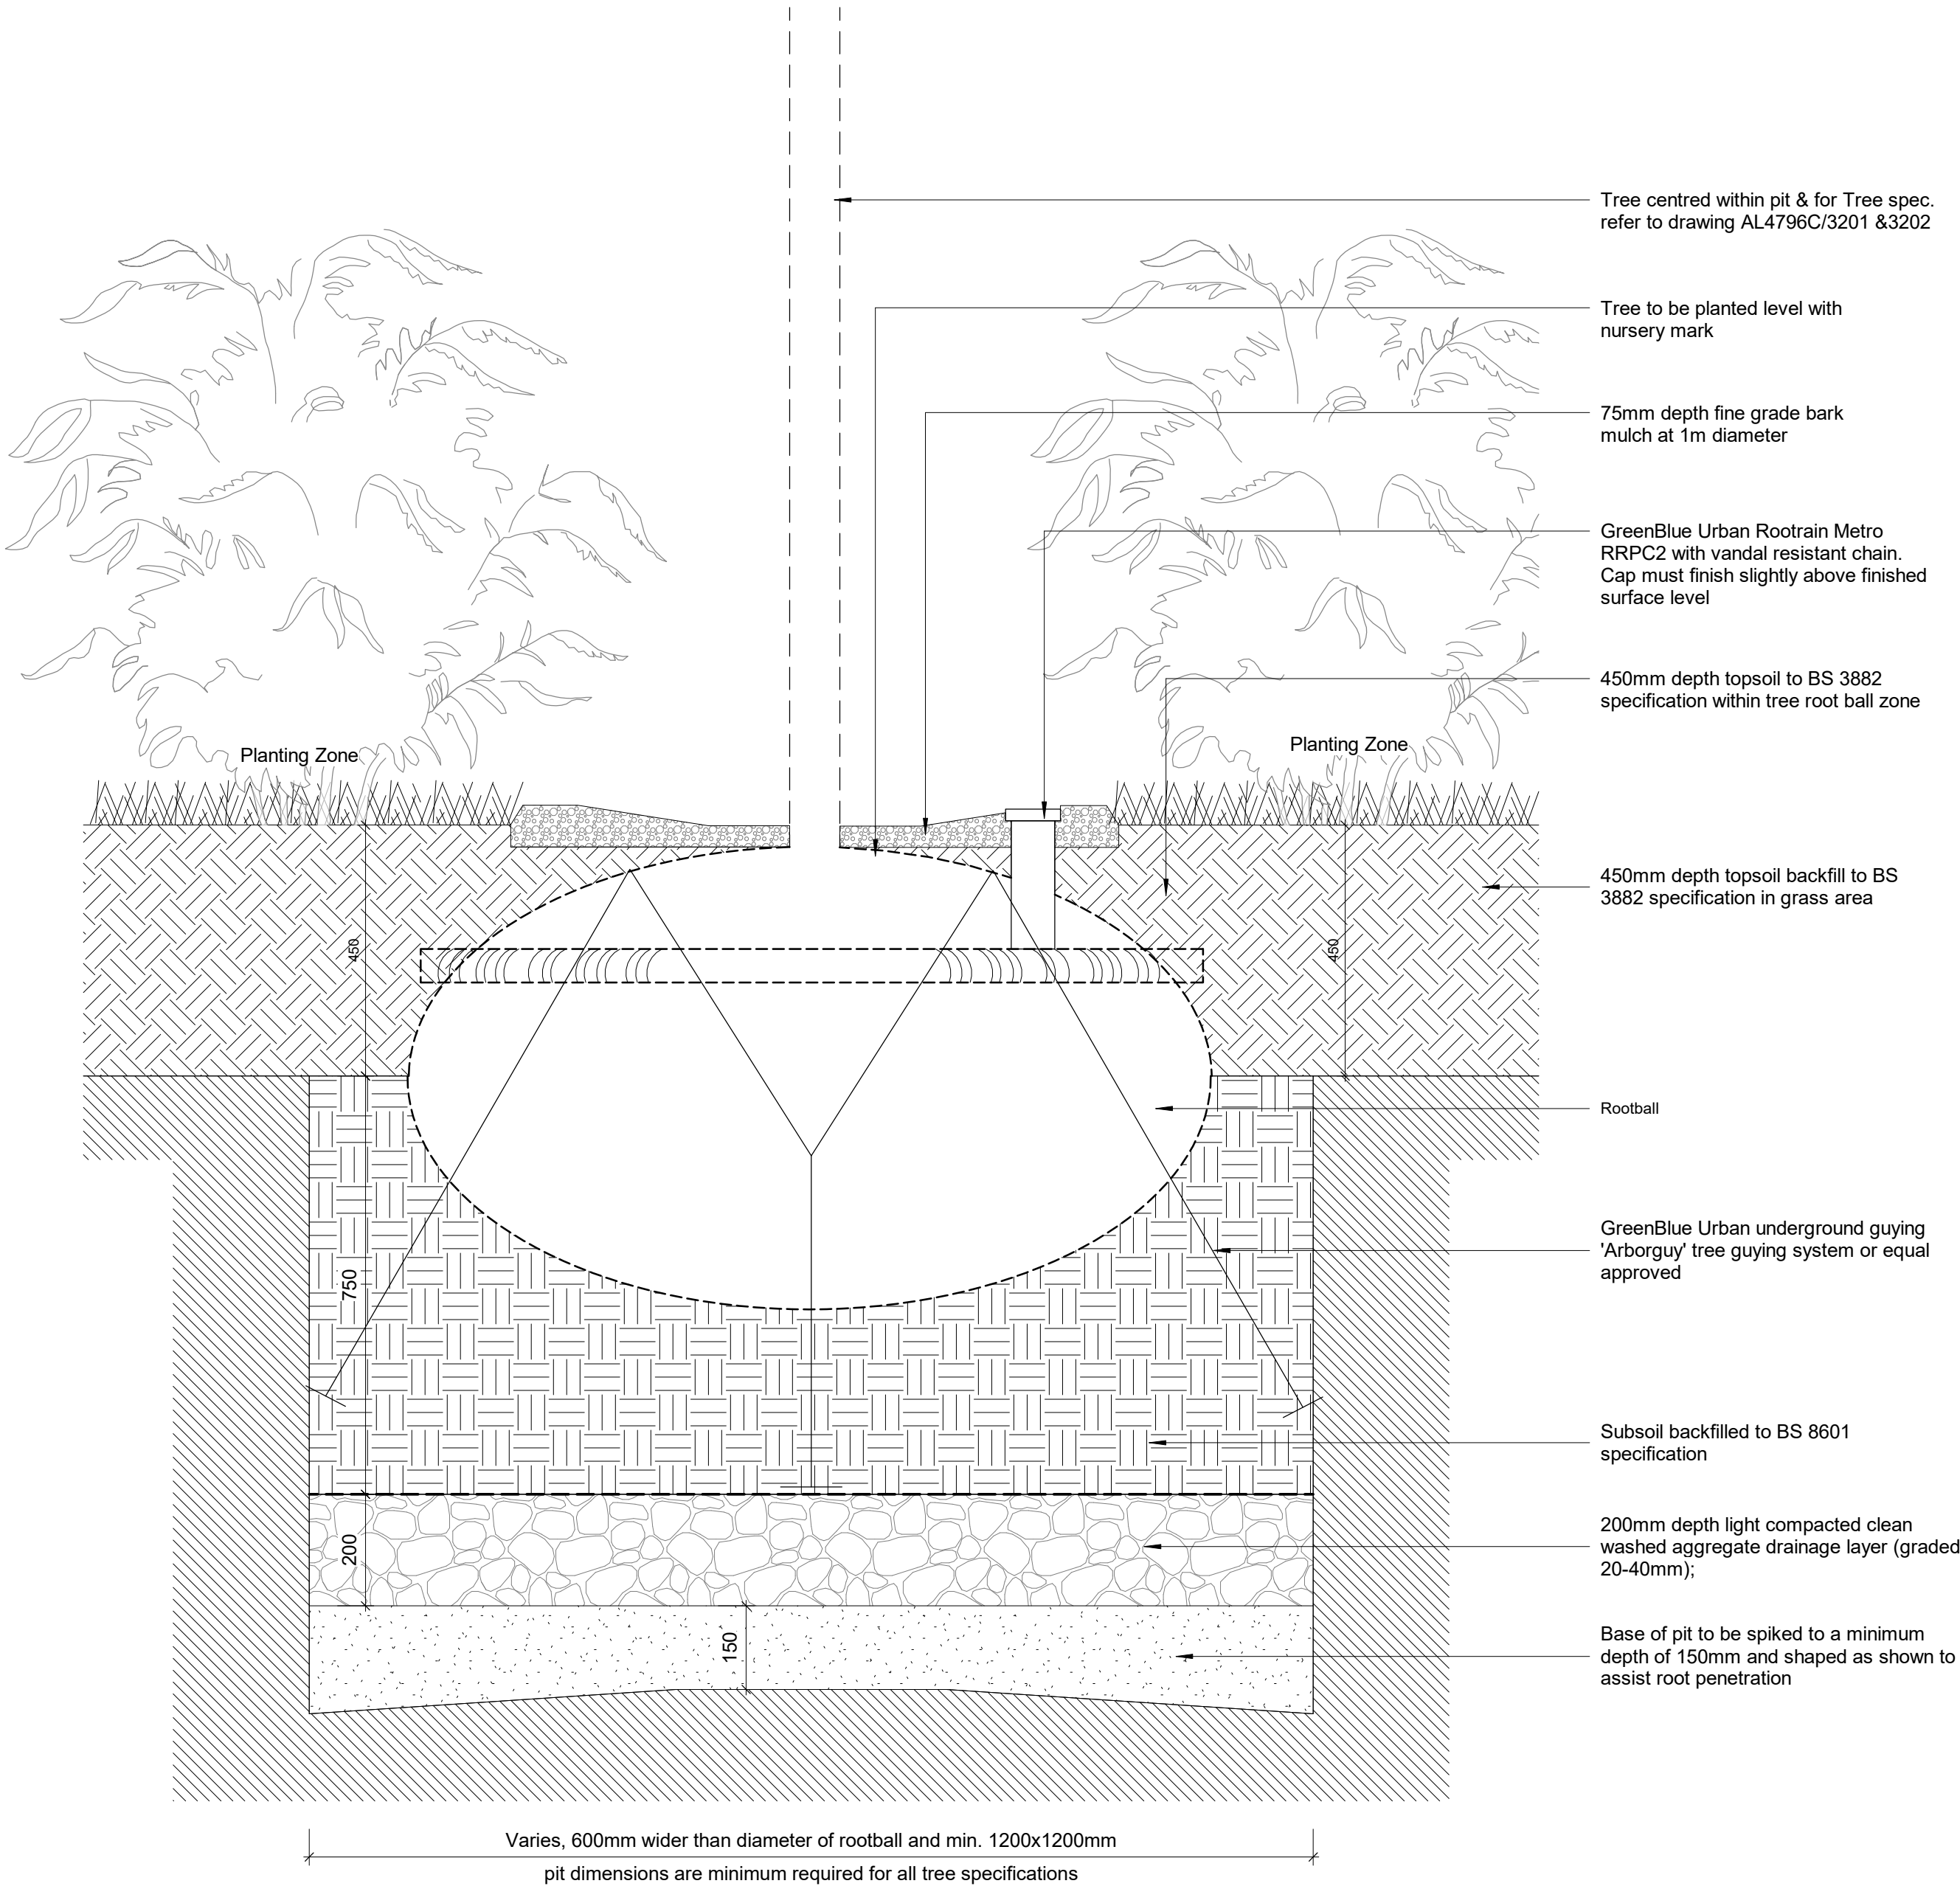 Tree centred within pit & for Tree spec.
refer to drawing AL4796C/3201 &3202
Tree to be planted level with
nursery mark
75mm depth fine grade bark
mulch at 1m diameter
GreenBlue Urban Rootrain Metro
RRPC2 with vandal resistant chain.
Cap must finish slightly above finished
surface level
450mm depth topsoil to BS 3882
specification within tree root ball zone
Planting Zone
Planting Zone
450mm depth topsoil backfill to BS
3882 specification in grass area
450
450
Rootball
GreenBlue Urban underground guying
'Arborguy' tree guying system or equal
approved
750
Subsoil backfilled to BS 8601
specification
200mm depth light compacted clean
washed aggregate drainage layer (graded
20-40mm);
200
Base of pit to be spiked to a minimum
depth of 150mm and shaped as shown to
assist root penetration
150
Varies, 600mm wider than diameter of rootball and min. 1200x1200mm
pit dimensions are minimum required for all tree specifications